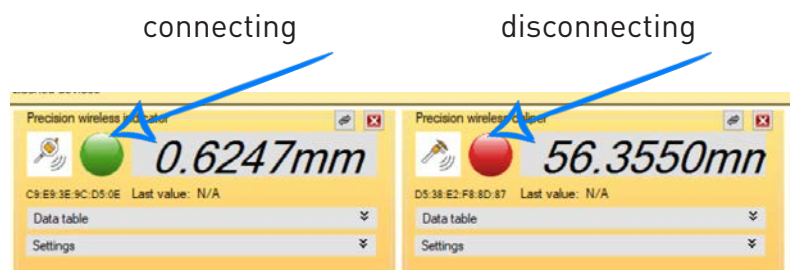 connecting disconnecting
Precision wireless indicator Precision wireless caliper
0.6247mm 56.3550mm
C9:E9:3E:9C:D5:0E Last value: N/A D5:38:E2:F8:8D:87 Last value: N/A
Data table Data table
Settings Settings